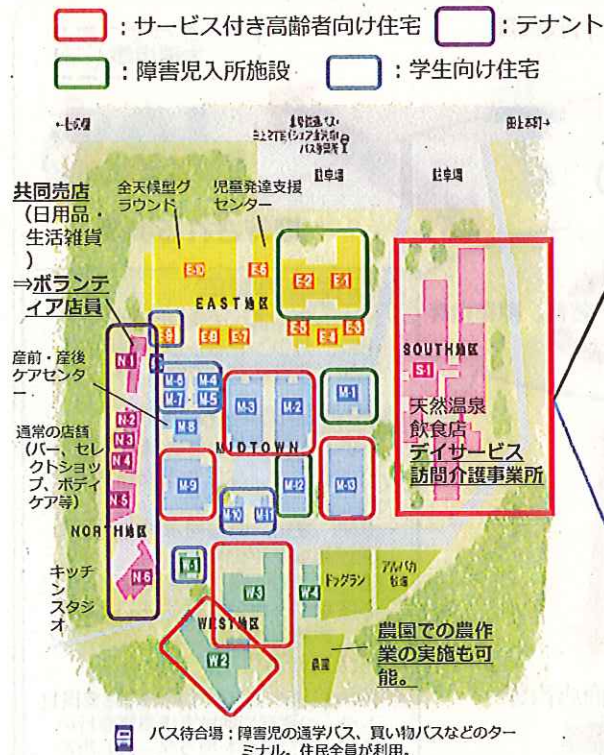 ：サービス付き高齢者向け住宅
：テナント
：障害児入所施設
：学生向け住宅
駐車場
駐車場
共同売店
（日用品・
生活雑貨
）
⇒ボランテ
ィア店員
全天候型グ
ラウンド
児童発達支援
センター
E-10
E-6
E-2
E-1
EAST地区
E-9
E-8
E-7
E-5
E-4
E-3
SOUTH地区
S-1
天然温泉
飲食店
デイサービス
訪問介護事業所
産前・産後
ケアセンタ
ー
N-1
N-2
N-3
N-4
N-5
N-6
NORTH地区
通常の店舗
（バー、セレ
クトショッ
プ、ボディ
ケア等）
キッチ
ンスタジ
オ
M-6
M-4
M-7
M-5
M-8
M-3
M-2
M-1
MIDTOWN
M-9
M-10
M-11
M-12
M-13
W-1
W-3
W-4
WEST地区
W2
ドッグラン
アルパカ
牧場
農園
農園での農作
業の実施も可
能。
バス待合場：障害児の通学バス、買い物バスなどのター
ミナル。住民全員が利用。